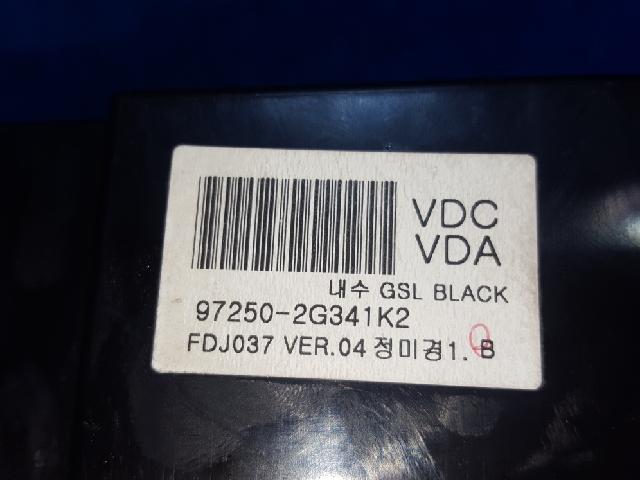 VDC
VDA
내수 GSL BLACK
97250-2G341K2
FDJ037 VER.04 정미경1. B